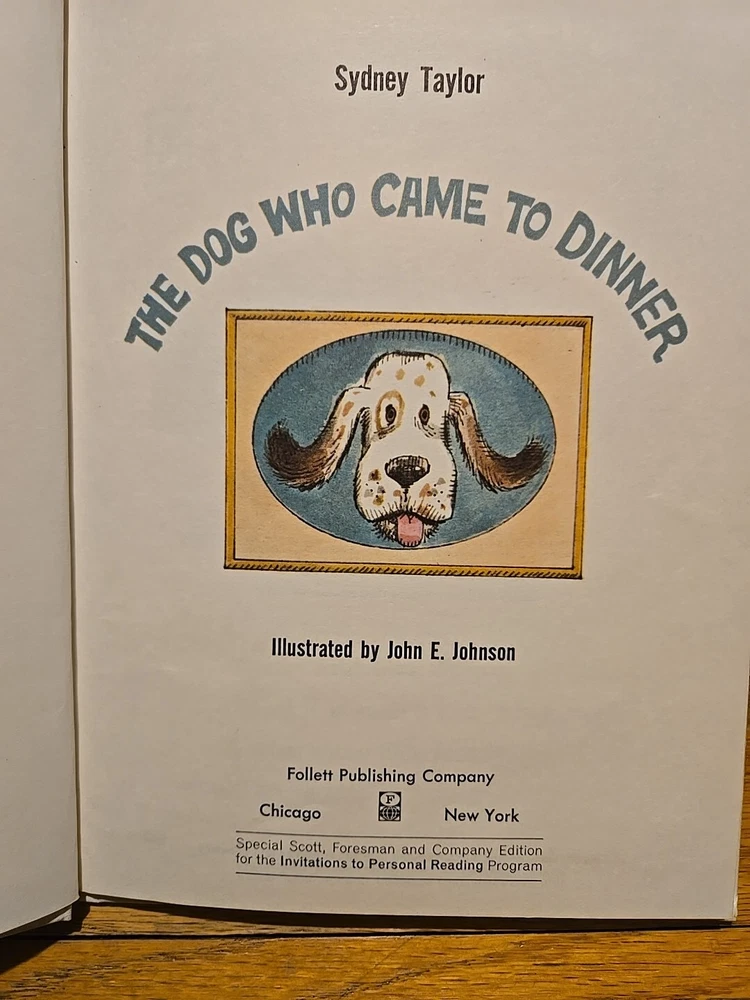 Sydney Taylor
THE DOG WHO CAME TO DINNER
Illustrated by John E. Johnson
Follett Publishing Company
Chicago F New York
Special Scott, Foresman and Company Edition
for the Invitations to Personal Reading Program